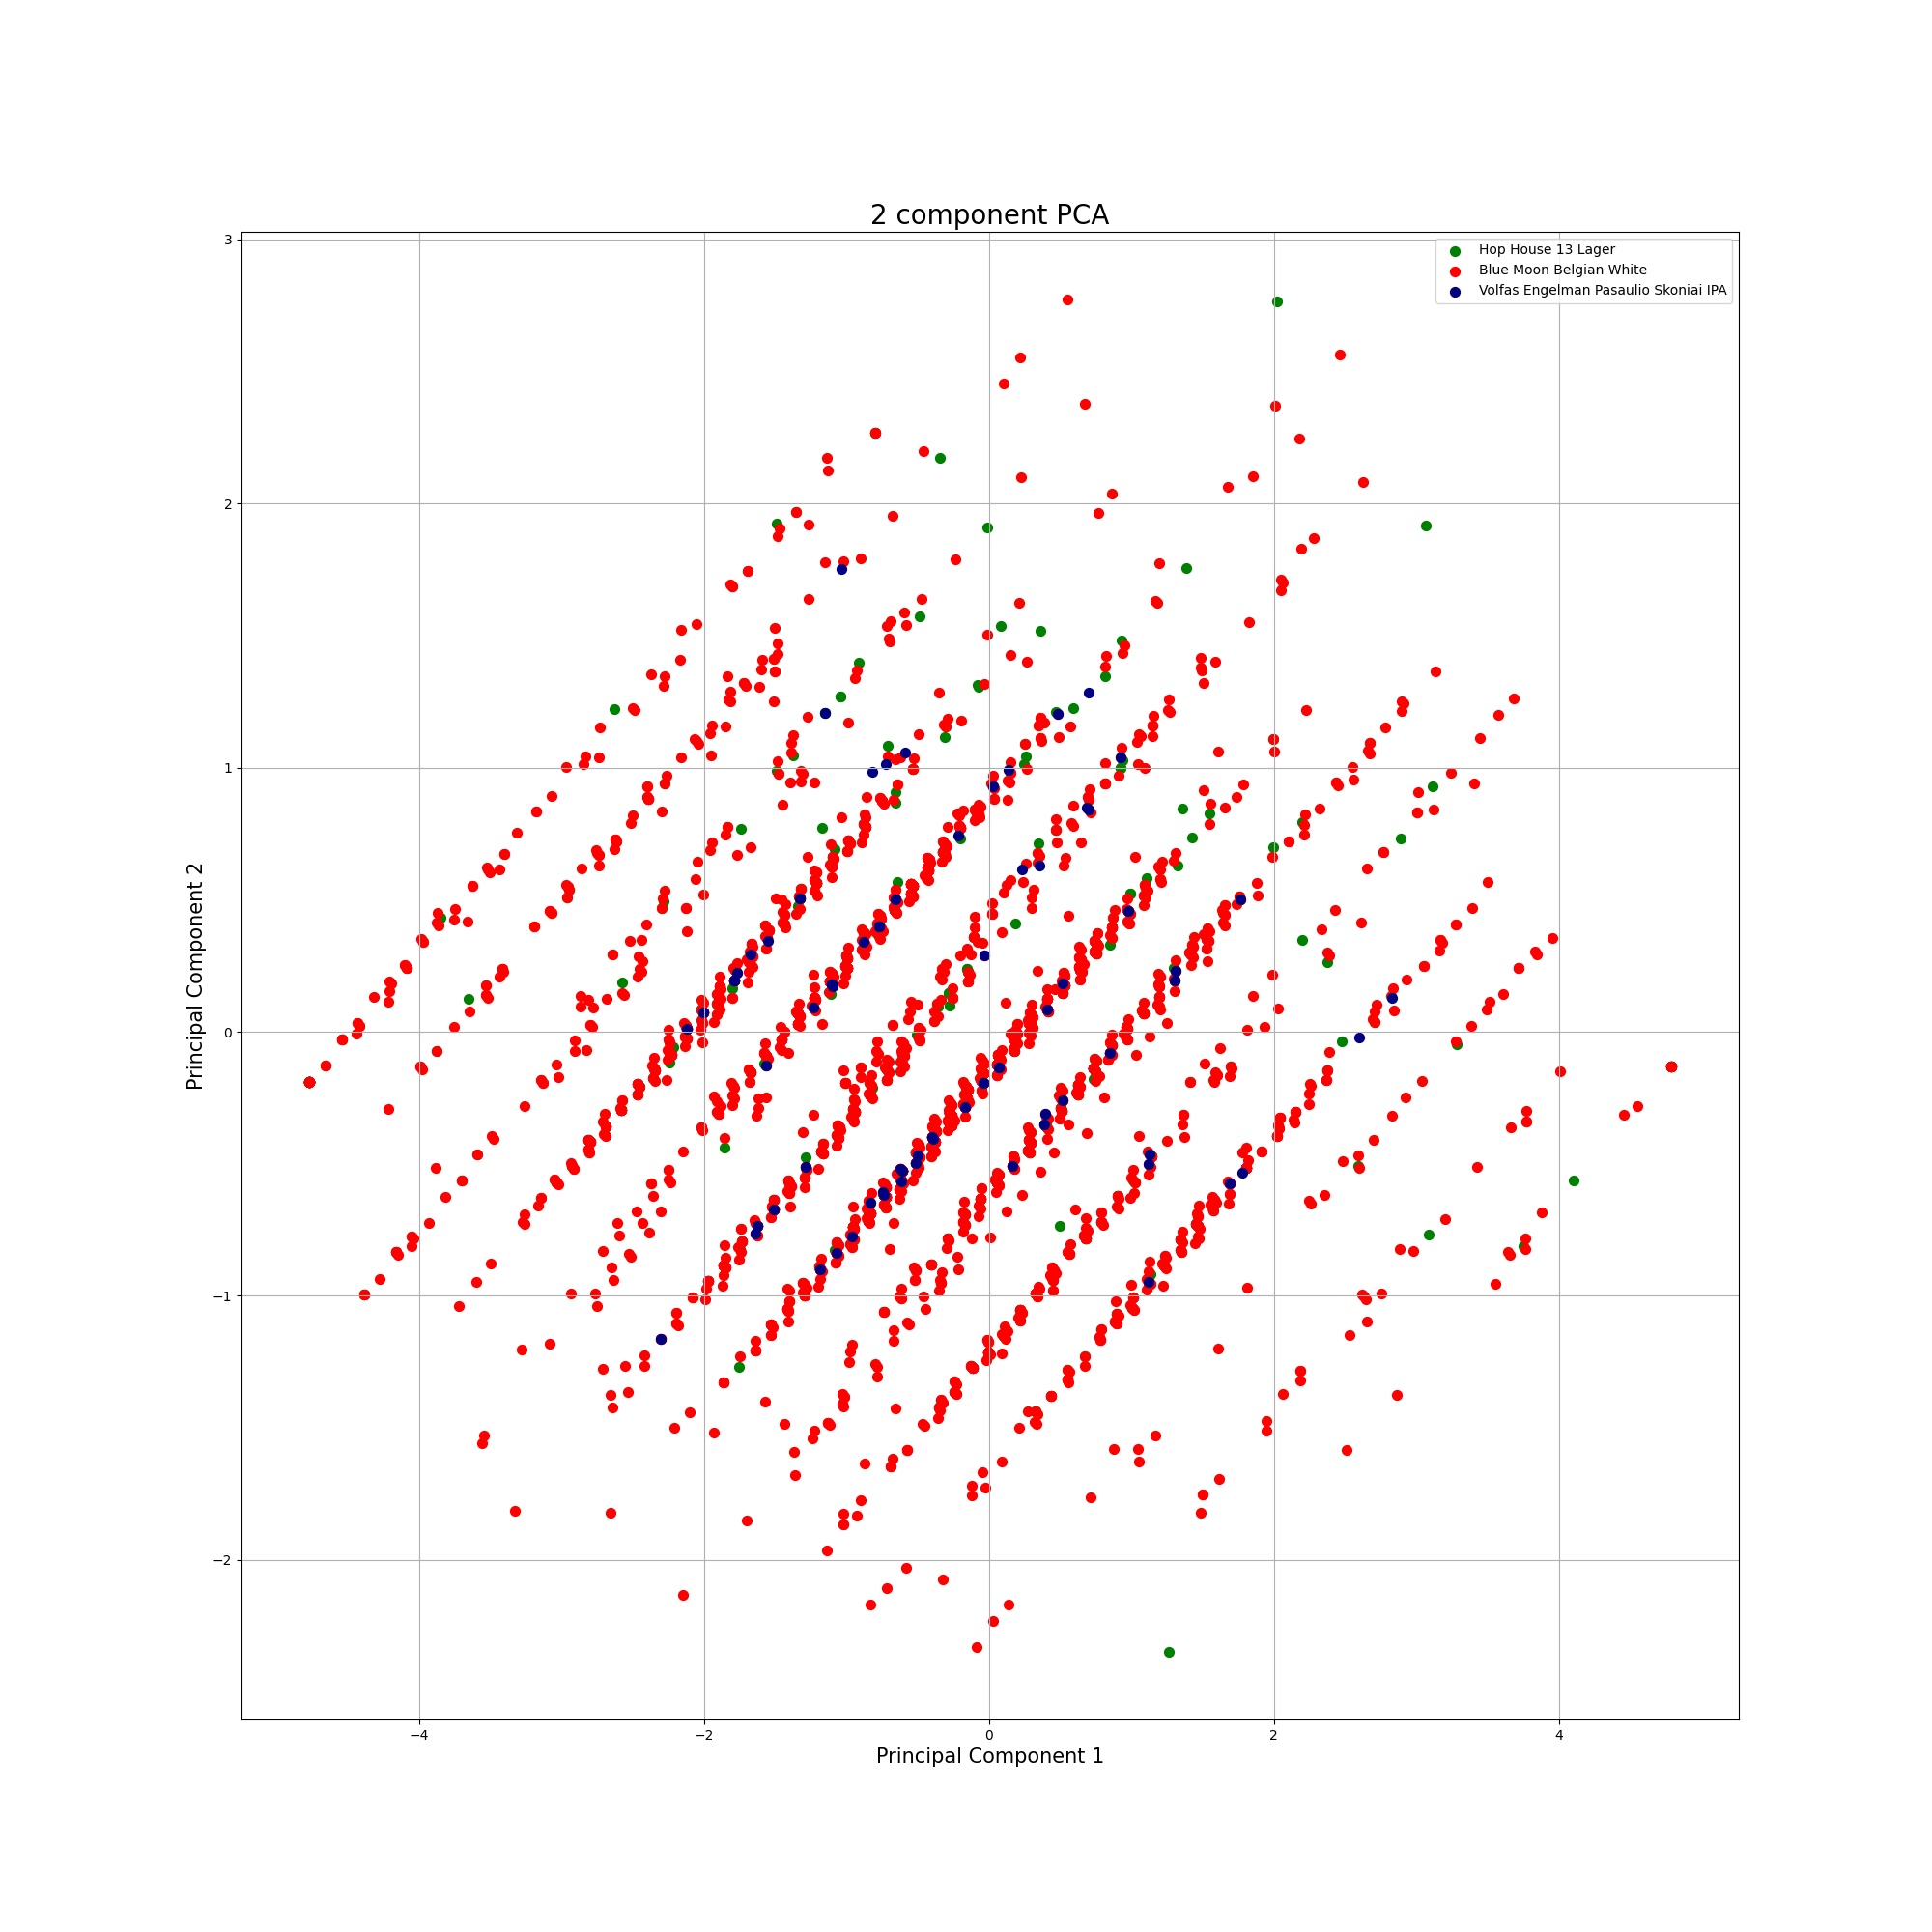 2 component PCA
3
2
1
0
−1
−2
Principal Component 2
Hop House 13 Lager
Blue Moon Belgian White
Volfas Engelman Pasaulio Skoniai IPA
−4
−2
0
2
4
Principal Component 1